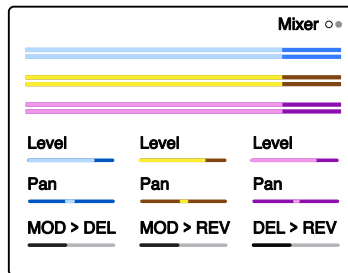 Mixer
Level Level Level
Pan Pan Pan
MOD > DEL MOD > REV DEL > REV